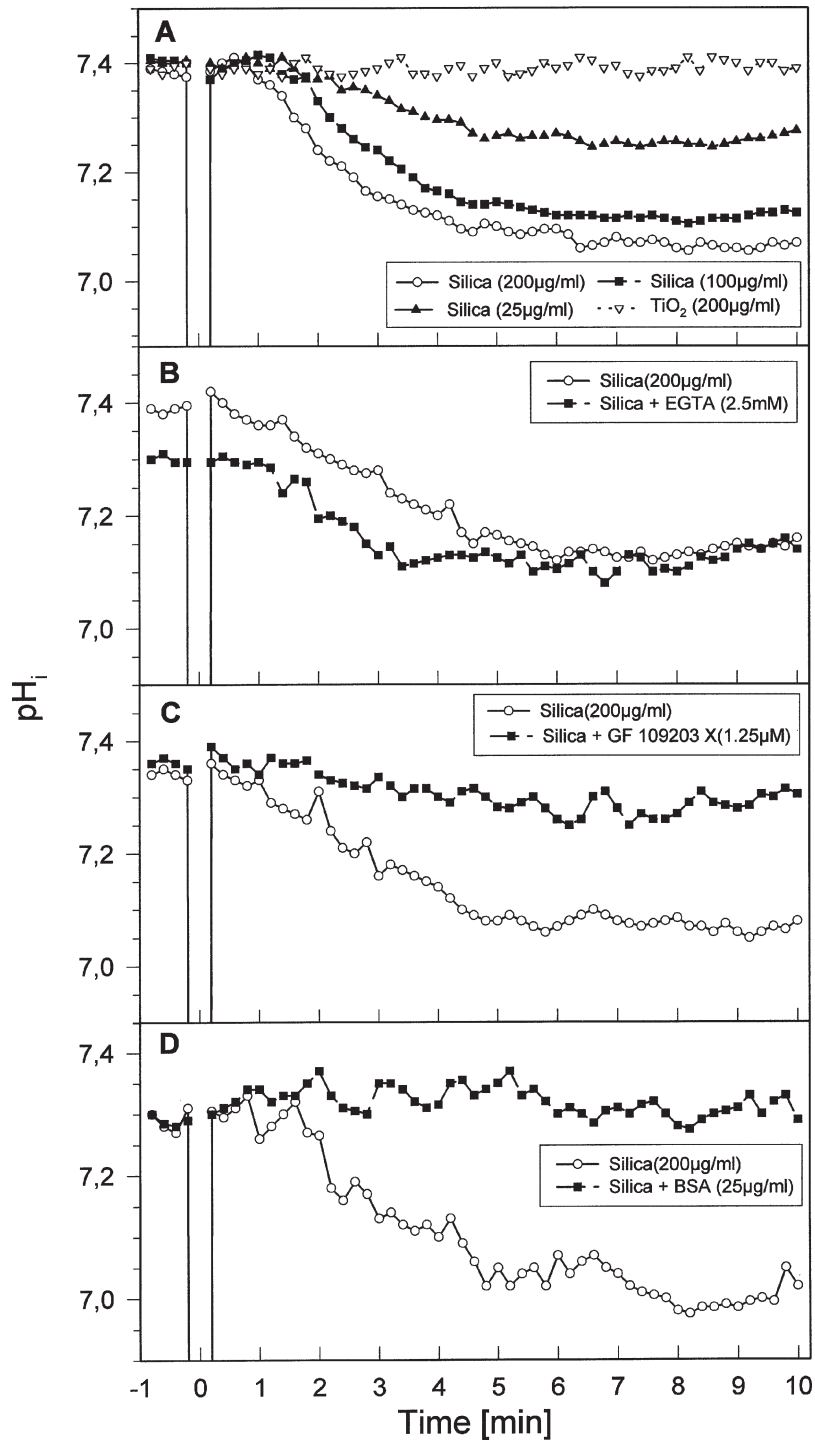 A
7,4
7,2
7,0
Silica (200µg/ml)
Silica (100µg/ml)
Silica (25µg/ml)
TiO2 (200µg/ml)
B
7,4
7,2
7,0
Silica(200µg/ml)
Silica + EGTA (2.5mM)
pHi
C
7,4
7,2
7,0
Silica(200µg/ml)
Silica + GF 109203 X(1.25µM)
D
7,4
7,2
7,0
Silica(200µg/ml)
Silica + BSA (25µg/ml)
-1 0 1 2 3 4 5 6 7 8 9 10
Time [min]